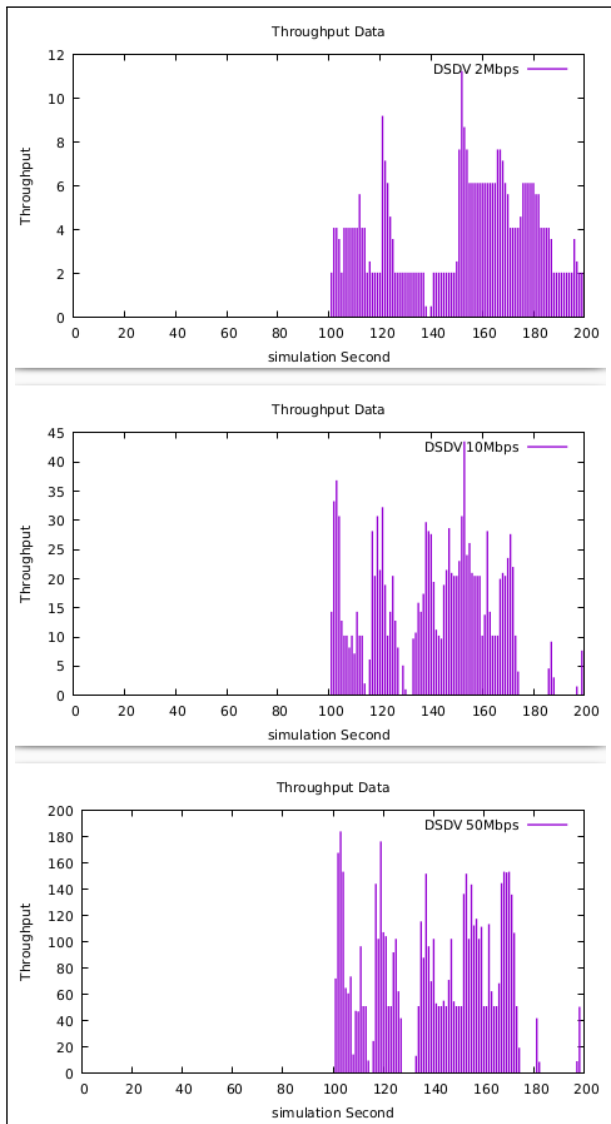 Throughput Data
12
DSDV 2Mbps
10
8
6
4
2
0
Throughput
0 20 40 60 80 100 120 140 160 180 200
simulation Second
Throughput Data
45
DSDV 10Mbps
40
35
30
25
20
15
10
5
0
Throughput
0 20 40 60 80 100 120 140 160 180 200
simulation Second
Throughput Data
200
DSDV 50Mbps
180
160
140
120
100
80
60
40
20
0
Throughput
0 20 40 60 80 100 120 140 160 180 200
simulation Second